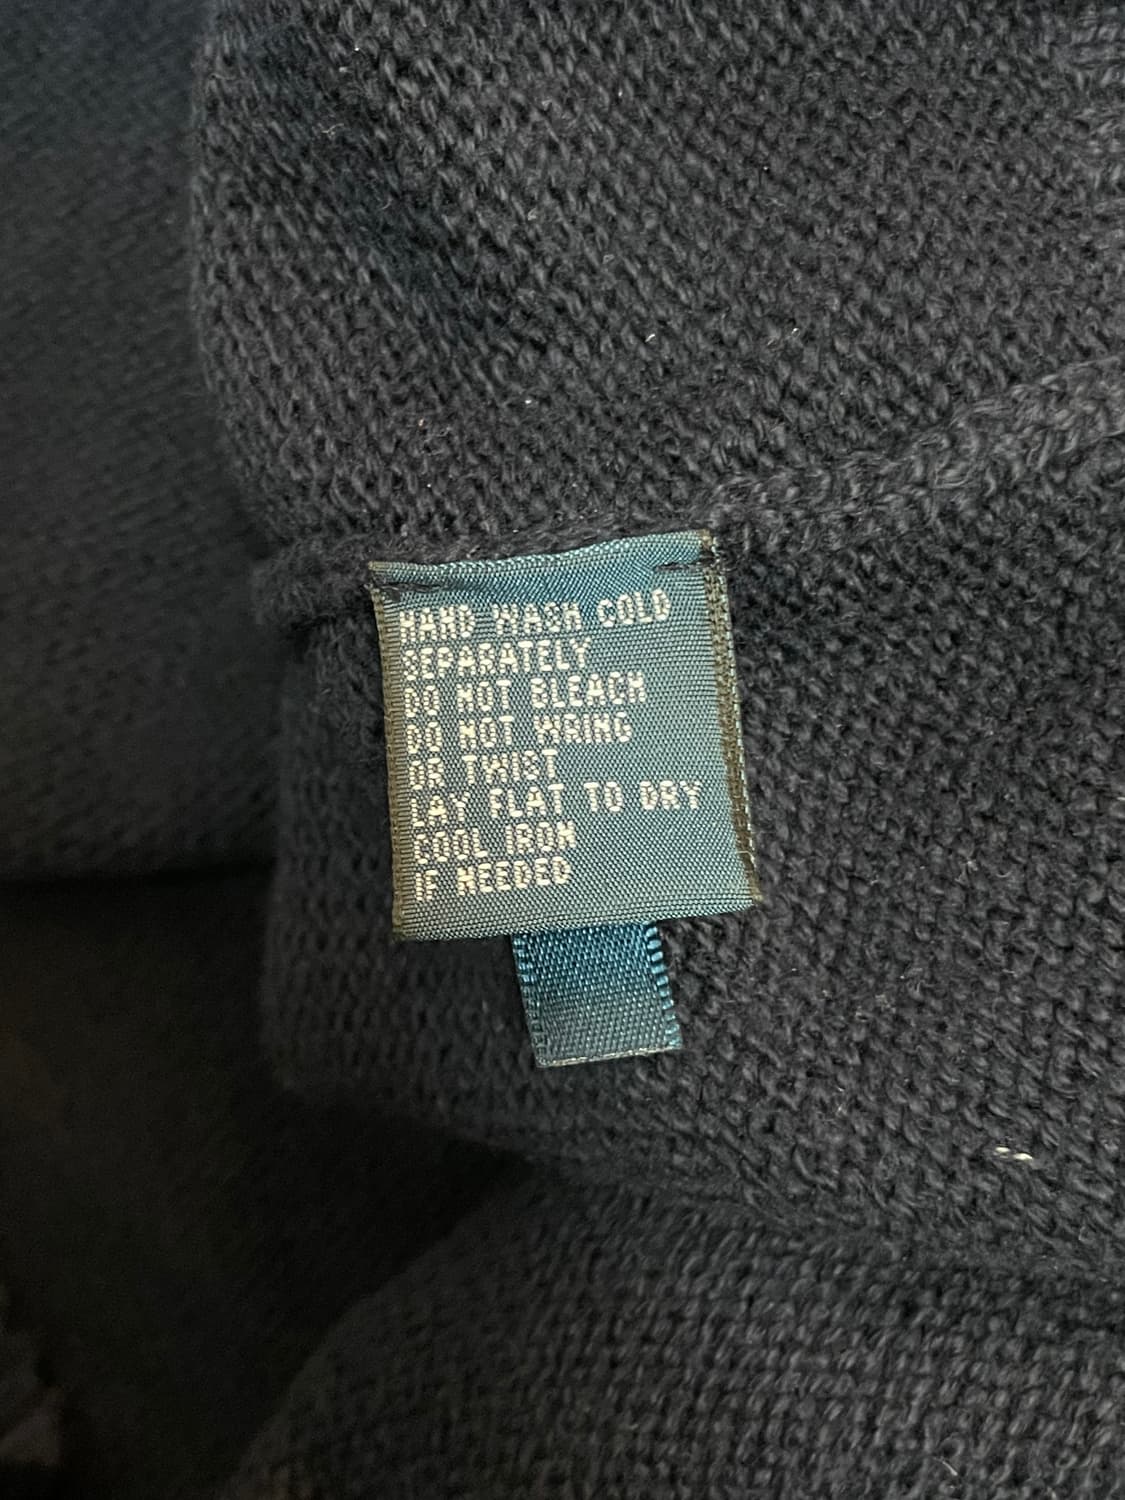 HAND WASH COLD
SEPARATELY
DO NOT BLEACH
DO NOT WRING
OR TWIST
LAY FLAT TO DRY
COOL IRON
IF NEEDED